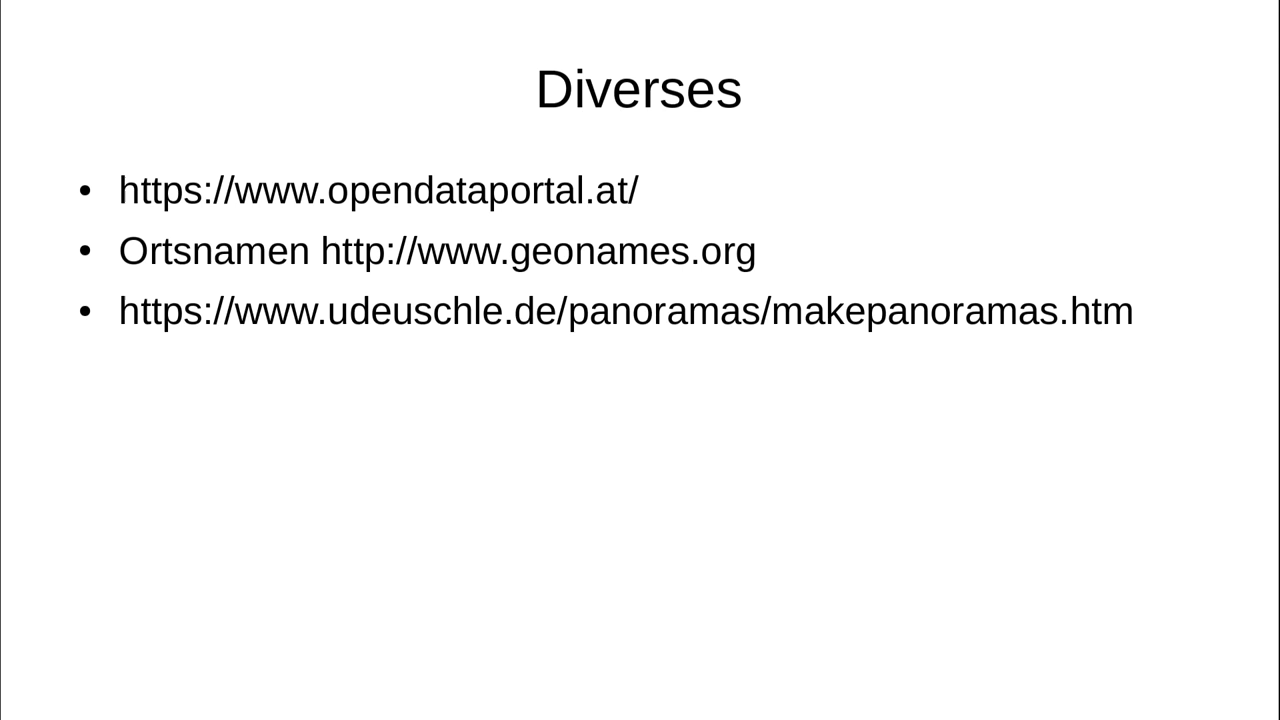 Diverses
• https://www.opendataportal.at/
• Ortsnamen http://www.geonames.org
• https://www.udeuschle.de/panoramas/makepanoramas.htm